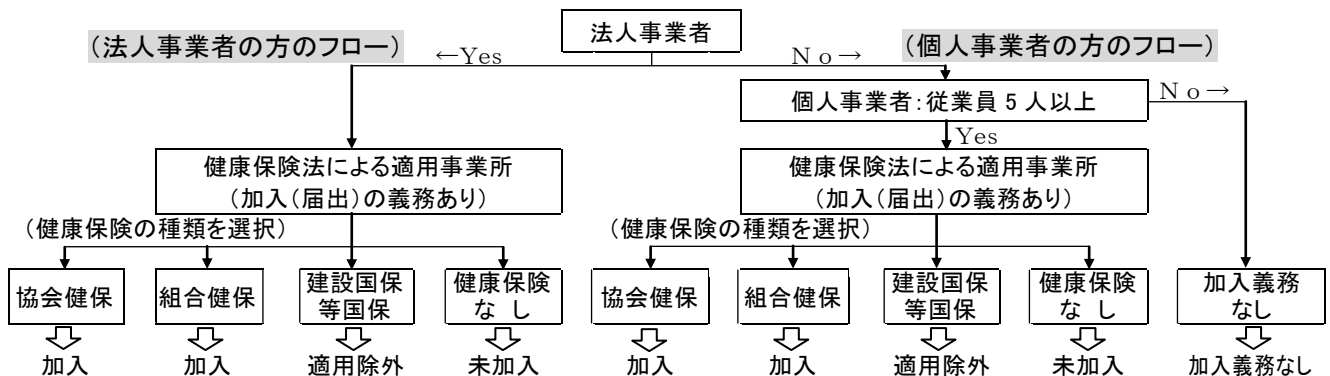 法人事業者
(法人事業者の方のフロー)
←Yes
No→
(個人事業者の方のフロー)
個人事業者:従業員5人以上
No→
Yes
健康保険法による適用事業所
(加入(届出)の義務あり)
健康保険法による適用事業所
(加入(届出)の義務あり)
(健康保険の種類を選択)
(健康保険の種類を選択)
協会健保
組合健保
建設国保
等国保
健康保険
なし
協会健保
組合健保
建設国保
等国保
健康保険
なし
加入義務
なし
加入
加入
適用除外
未加入
加入
加入
適用除外
未加入
加入義務なし